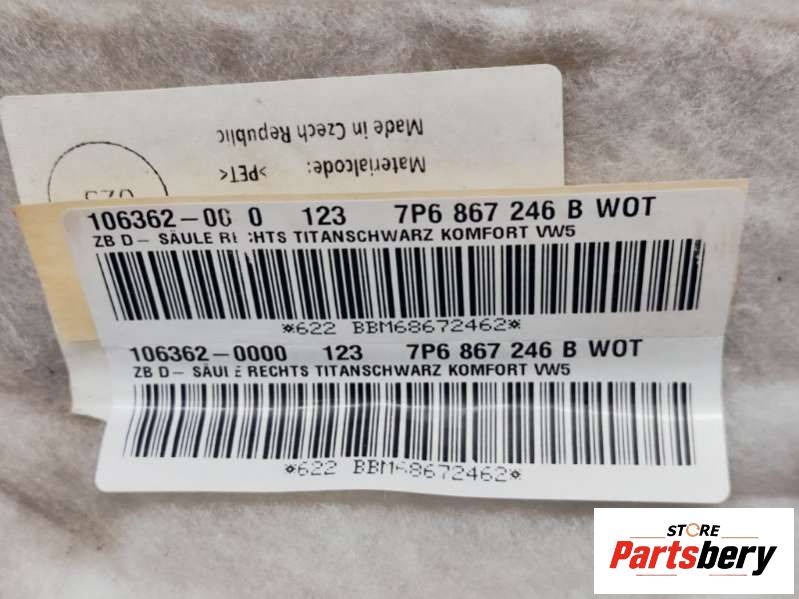 Made in Czech Republic
Materialcode: >PET<
106362-00 0 123 7P6 867 246 B WOT
ZB D- SÄULE RECHTS TITANSCHWARZ KOMFORT VW5
*622 BBM68672462*
106362-0000 123 7P6 867 246 B WOT
ZB D- SÄULE RECHTS TITANSCHWARZ KOMFORT VW5
*622 BBM68672462*
STORE
Partsbery